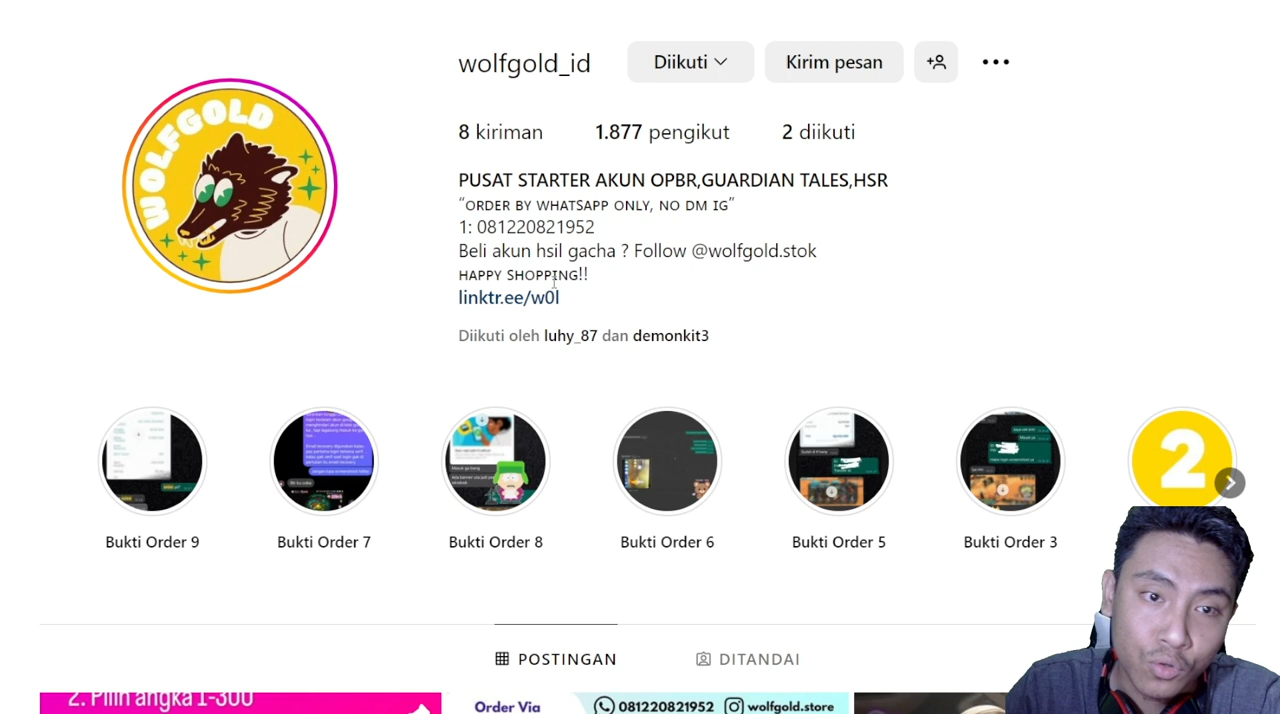 wolfgold_id
Diikuti
Kirim pesan
8 kiriman
1.877 pengikut
2 diikuti
WOLFGOLD
PUSAT STARTER AKUN OPBR,GUARDIAN TALES,HSR
“ORDER BY WHATSAPP ONLY, NO DM IG”
1: 081220821952
Beli akun hsil gacha ? Follow @wolfgold.stok
HAPPY SHOPPING!!
linktr.ee/w0l
Diikuti oleh luhy_87 dan demonkit3
2
Bukti Order 9
Bukti Order 7
Bukti Order 8
Bukti Order 6
Bukti Order 5
Bukti Order 3
POSTINGAN
DITANDAI
2. Pilih angka 1-300
Order Via
081220821952
wolfgold.store